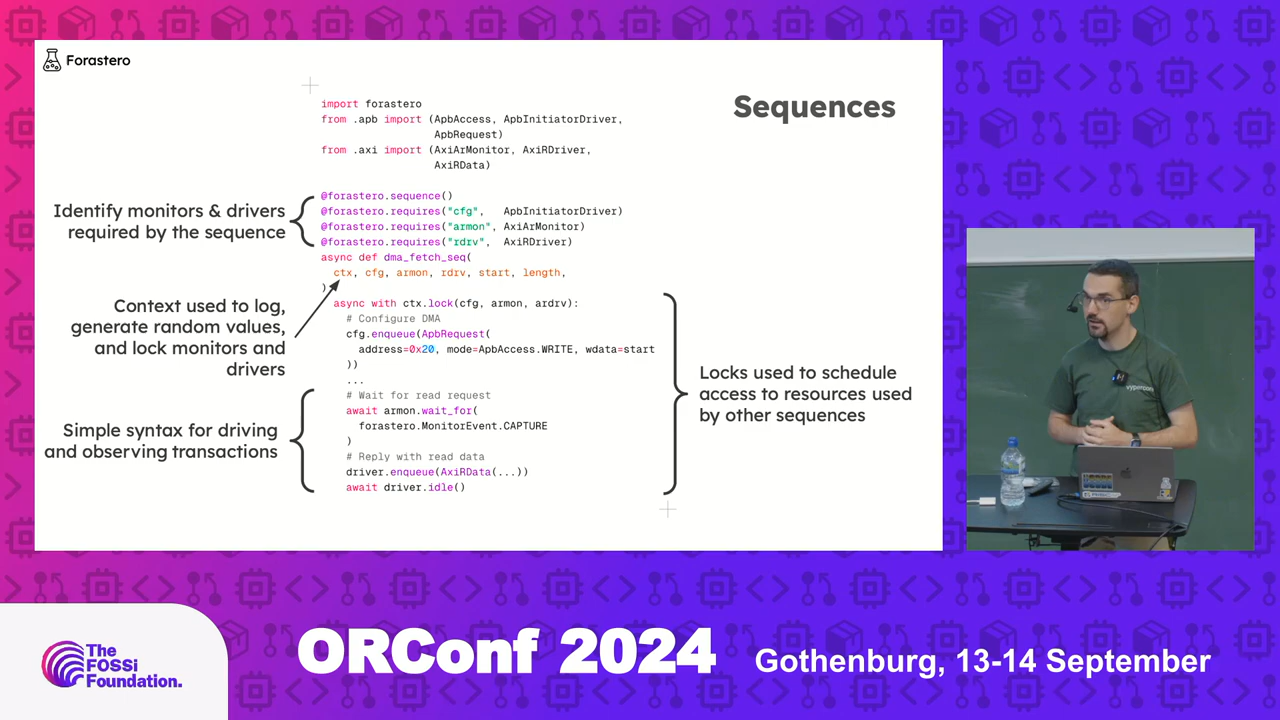 Forastero
Sequences
import forastero
from .apb import (ApbAccess, ApbInitiatorDriver,
ApbRequest)
from .axi import (AxiArMonitor, AxiRDriver,
AxiRData)
@forastero.sequence()
@forastero.requires("cfg", ApbInitiatorDriver)
@forastero.requires("armon", AxiArMonitor)
@forastero.requires("rdrv", AxiRDriver)
async def dma_fetch_seq(
ctx, cfg, armon, rdrv, start, length,
):
async with ctx.lock(cfg, armon, ardrv):
# Configure DMA
cfg.enqueue(ApbRequest(
address=0x20, mode=ApbAccess.WRITE, wdata=start
))
...
# Wait for read request
await armon.wait_for(
forastero.MonitorEvent.CAPTURE
)
# Reply with read data
driver.enqueue(AxiRData(...))
await driver.idle()
Identify monitors & drivers
required by the sequence
Context used to log,
generate random values,
and lock monitors and
drivers
Simple syntax for driving
and observing transactions
Locks used to schedule
access to resources used
by other sequences
The
FOSSi
Foundation.
ORConf 2024
Gothenburg, 13-14 September